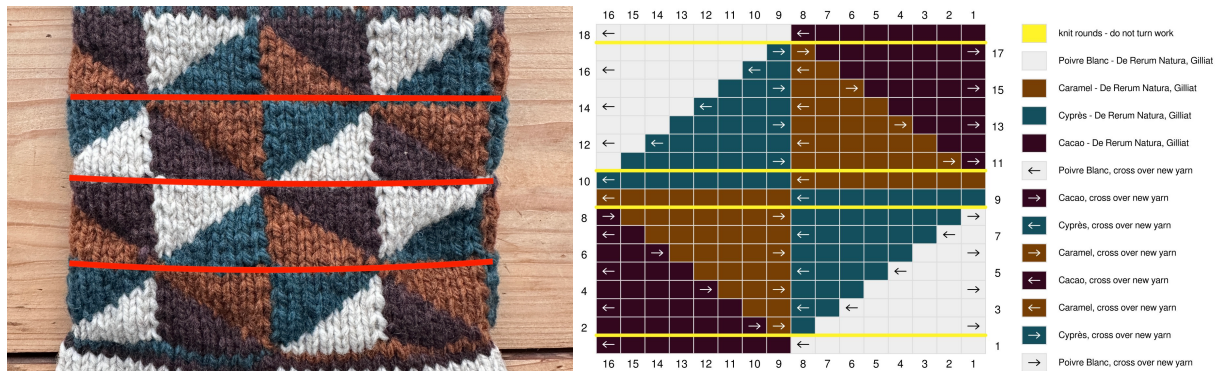 16 15 14 13 12 11 10 9 8 7 6 5 4 3 2 1
18
17
16
15
14
13
12
11
10
9
8
7
6
5
4
3
2
1
16 15 14 13 12 11 10 9 8 7 6 5 4 3 2 1
knit rounds - do not turn work
Poivre Blanc - De Rerum Natura, Gilliat
Caramel - De Rerum Natura, Gilliat
Cyprès - De Rerum Natura, Gilliat
Cacao - De Rerum Natura, Gilliat
Poivre Blanc, cross over new yarn
Cacao, cross over new yarn
Cyprès, cross over new yarn
Caramel, cross over new yarn
Cacao, cross over new yarn
Caramel, cross over new yarn
Cyprès, cross over new yarn
Poivre Blanc, cross over new yarn